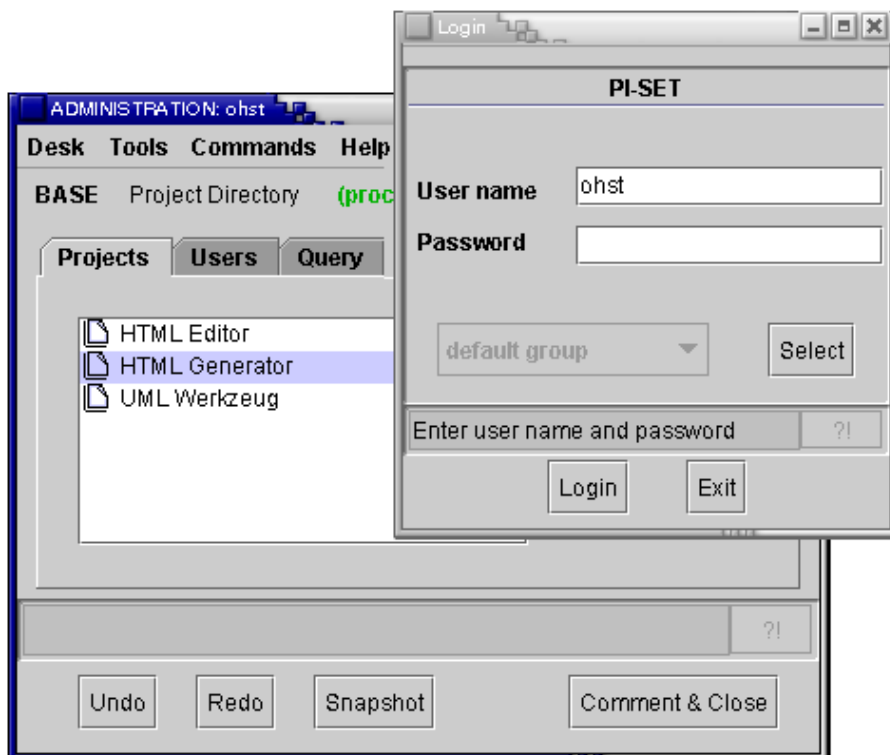 Login
PI-SET
User name ohst
Password
default group Select
Enter user name and password ?!
Login Exit
ADMINISTRATION: ohst
Desk Tools Commands Help
BASE Project Directory (proc
Projects Users Query
HTML Editor
HTML Generator
UML Werkzeug
?!
Undo Redo Snapshot Comment & Close